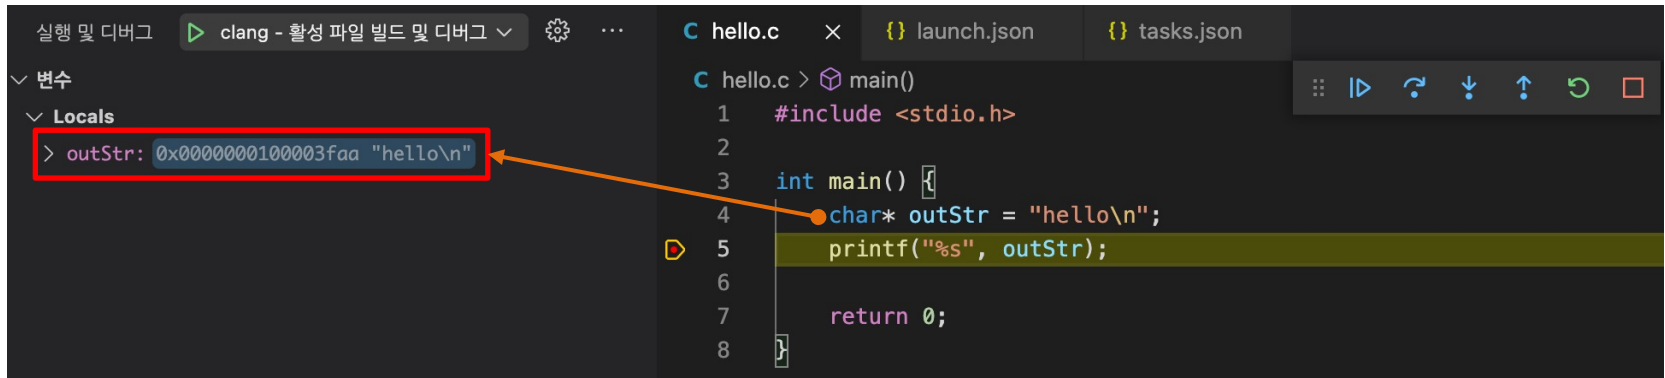 실행 및 디버그 clang - 활성 파일 빌드 및 디버그 ···
변수
Locals
outStr: 0x0000000100003faa "hello\n"
C hello.c × {} launch.json {} tasks.json
C hello.c > main()
1 #include <stdio.h>
2
3 int main() {
4 char* outStr = "hello\n";
5 printf("%s", outStr);
6
7 return 0;
8 }